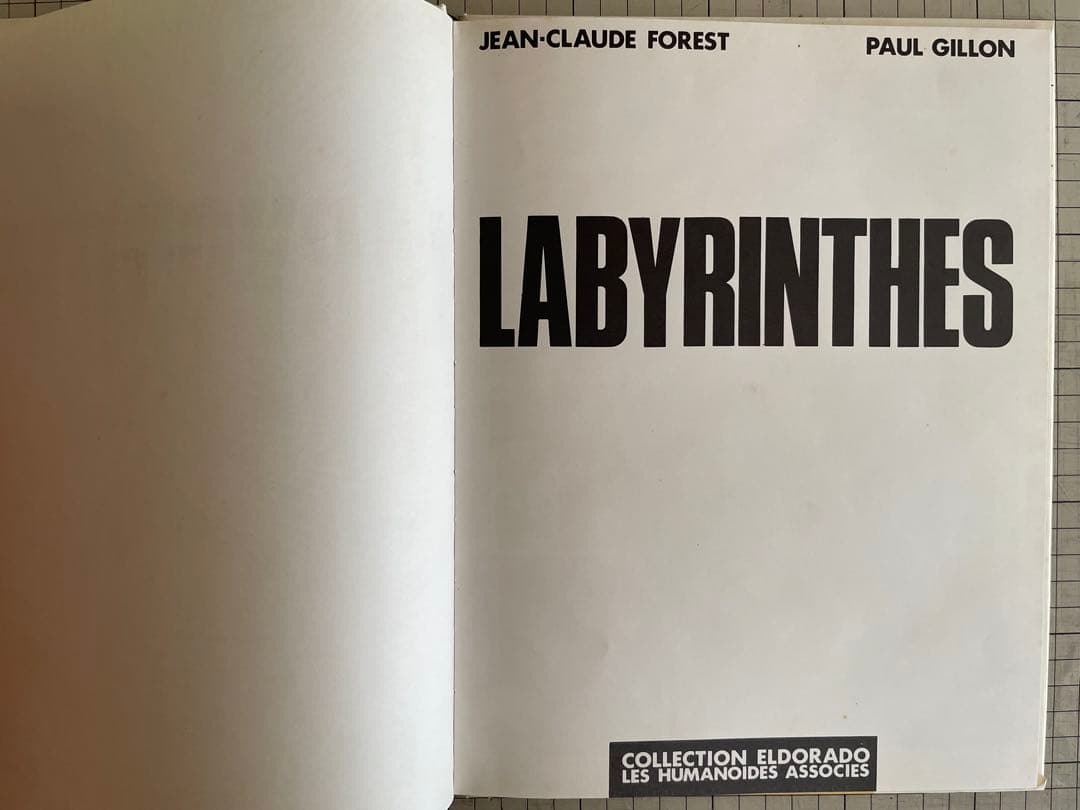 JEAN-CLAUDE FOREST
PAUL GILLON
LABYRINTHES
COLLECTION ELDORADO
LES HUMANOIDES ASSOCIES